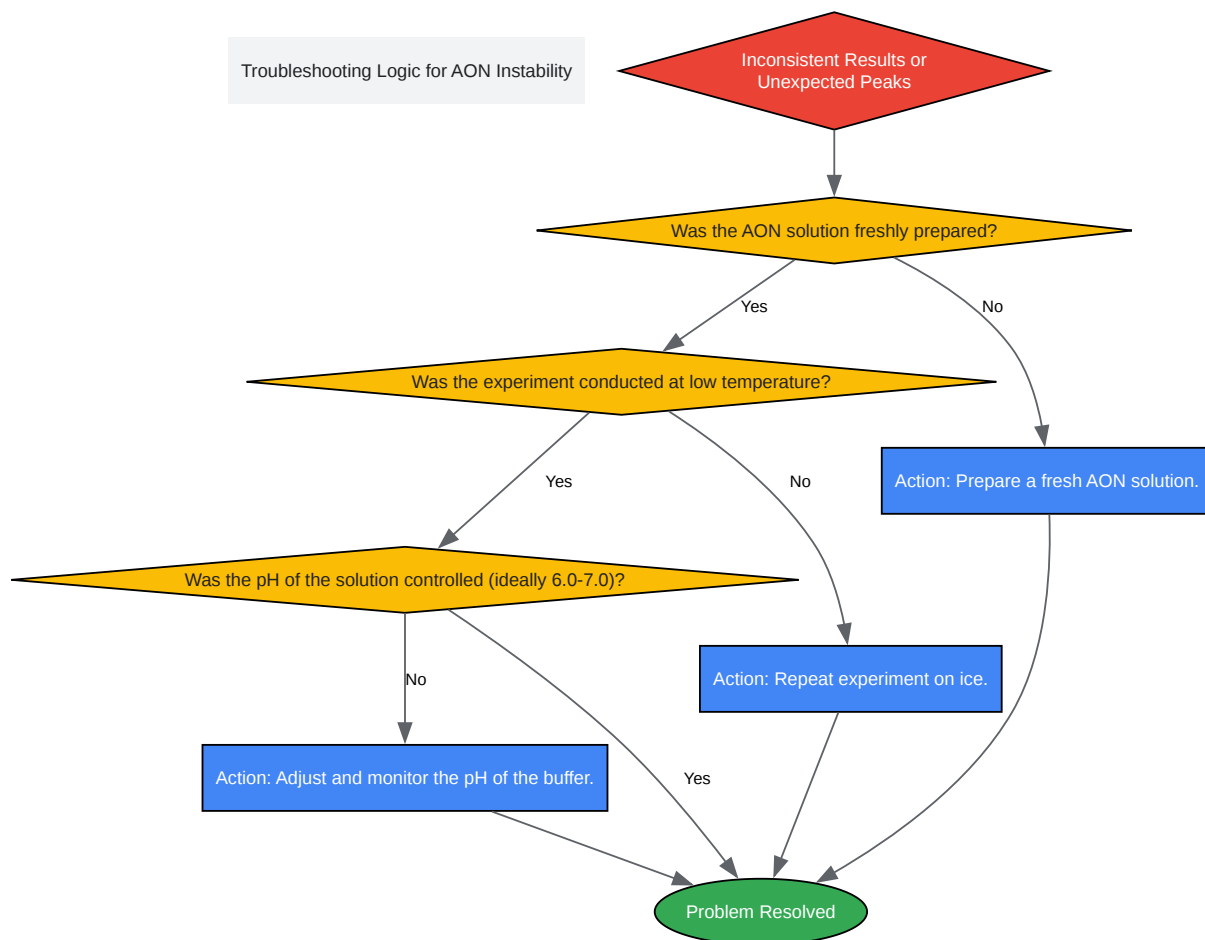 Troubleshooting Logic for AON Instability
Inconsistent Results or
Unexpected Peaks
Was the AON solution freshly prepared?
Yes
No
Was the experiment conducted at low temperature?
Yes
No
Action: Prepare a fresh AON solution.
Was the pH of the solution controlled (ideally 6.0-7.0)?
No
Action: Repeat experiment on ice.
Yes
Action: Adjust and monitor the pH of the buffer.
Problem Resolved